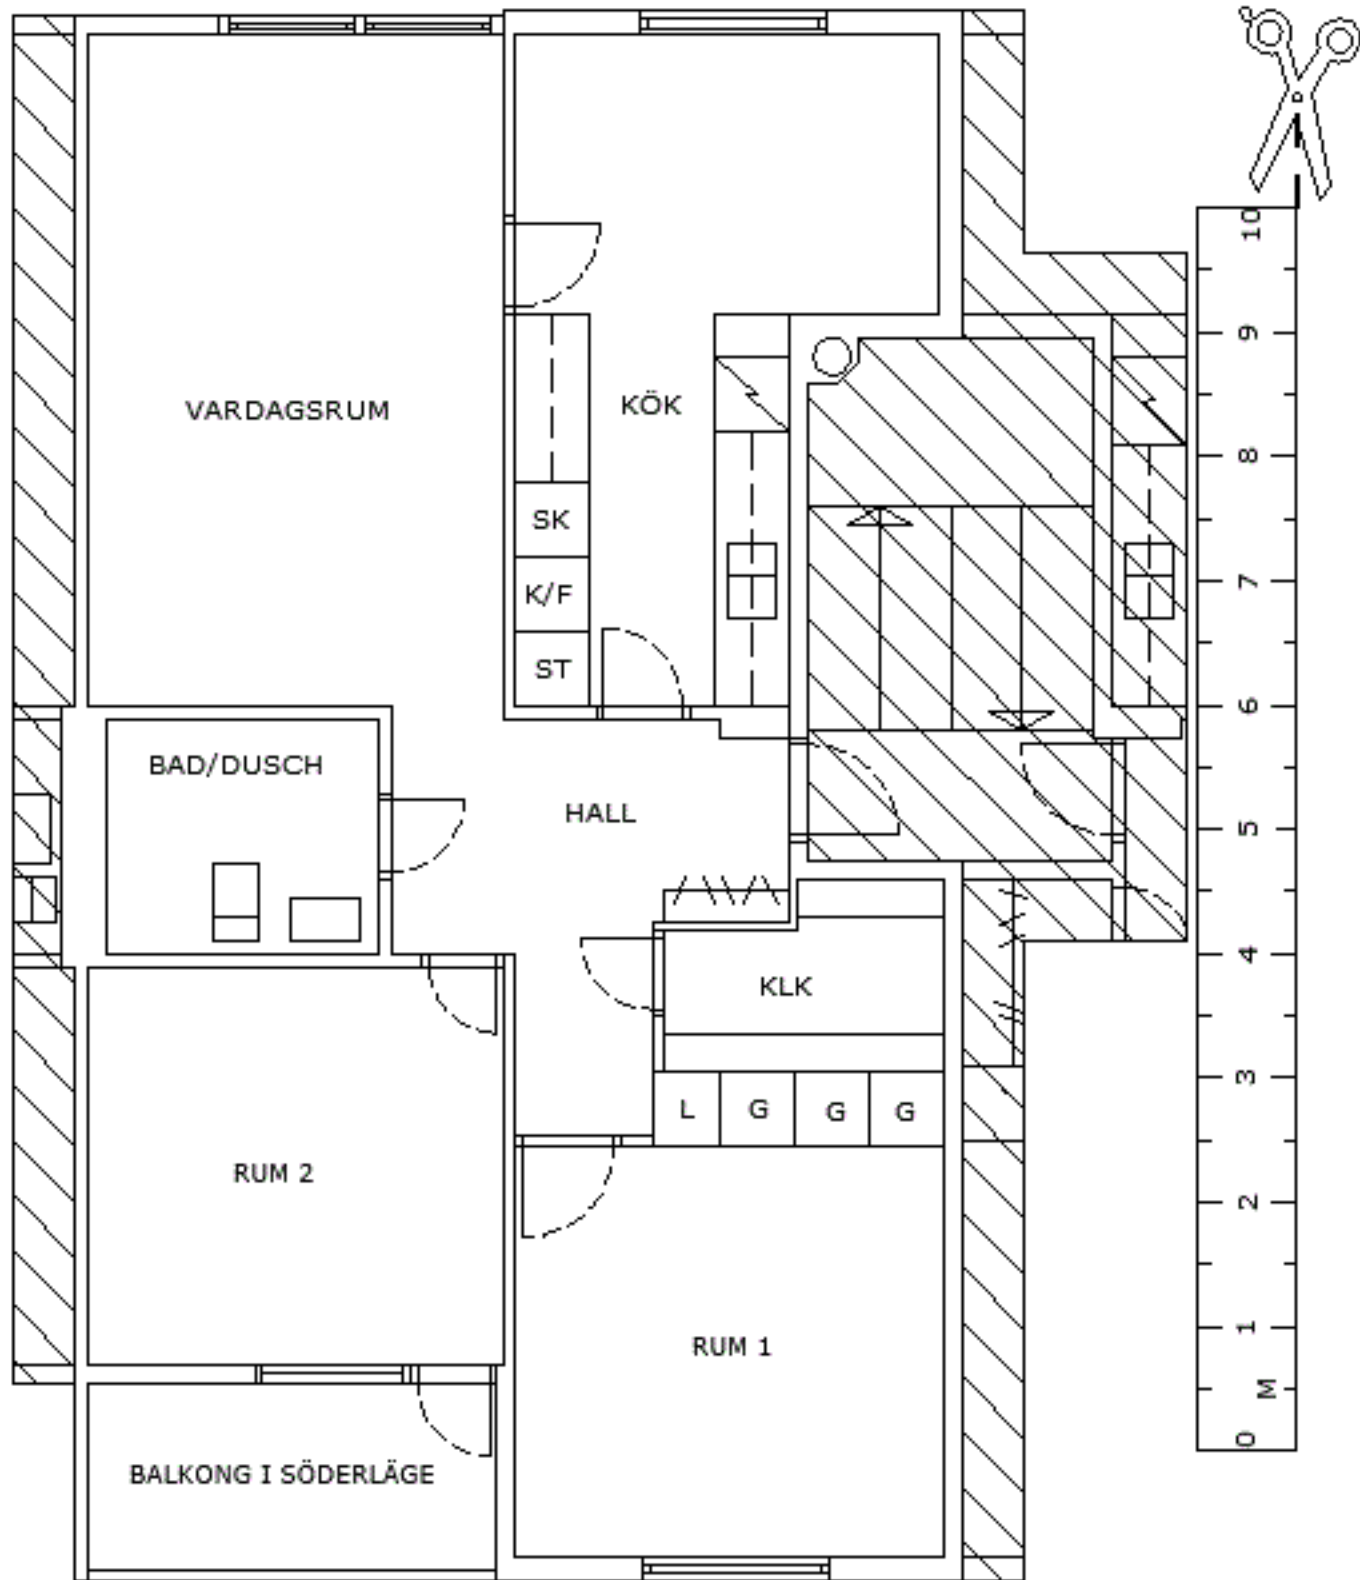 VARDAGSRUM
KÖK
SK
K/F
ST
BAD/DUSCH
HALL
KLK
L G G G
RUM 2
RUM 1
BALKONG I SÖDERLÄGE
10
9
8
7
6
5
4
3
2
1
M
0